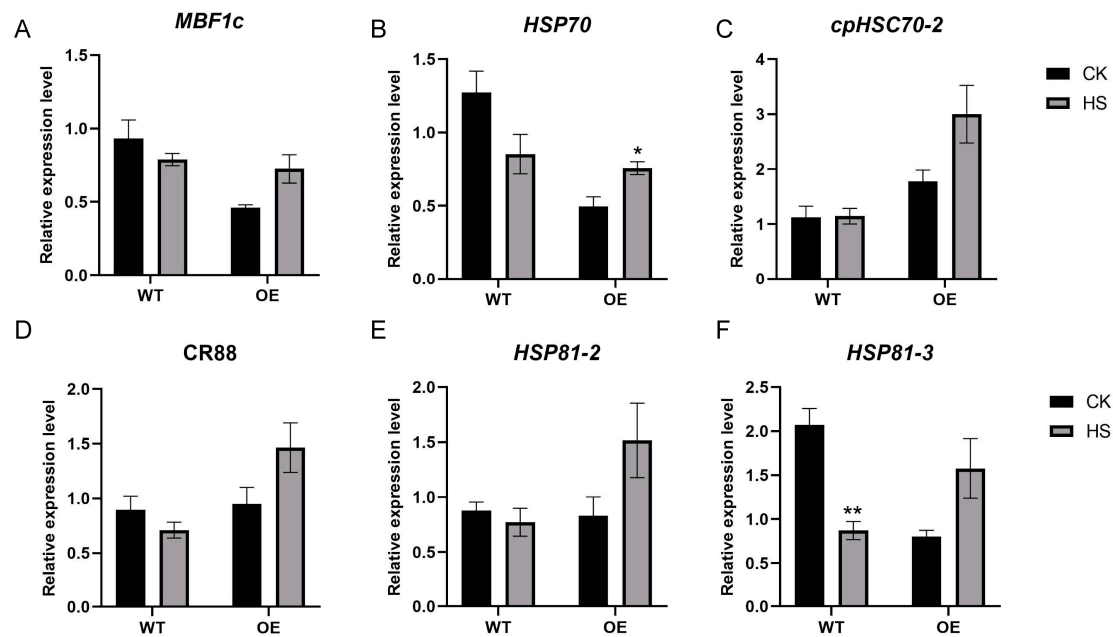 A
MBF1c
Relative expression level
1.5
1.0
0.5
0.0
WT
OE
B
HSP70
Relative expression level
1.5
1.0
0.5
0.0
*
WT
OE
C
cpHSC70-2
Relative expression level
4
3
2
1
0
WT
OE
CK
HS
D
CR88
Relative expression level
2.0
1.5
1.0
0.5
0.0
WT
OE
E
HSP81-2
Relative expression level
2.0
1.5
1.0
0.5
0.0
WT
OE
F
HSP81-3
Relative expression level
2.5
2.0
1.5
1.0
0.5
0.0
**
WT
OE
CK
HS